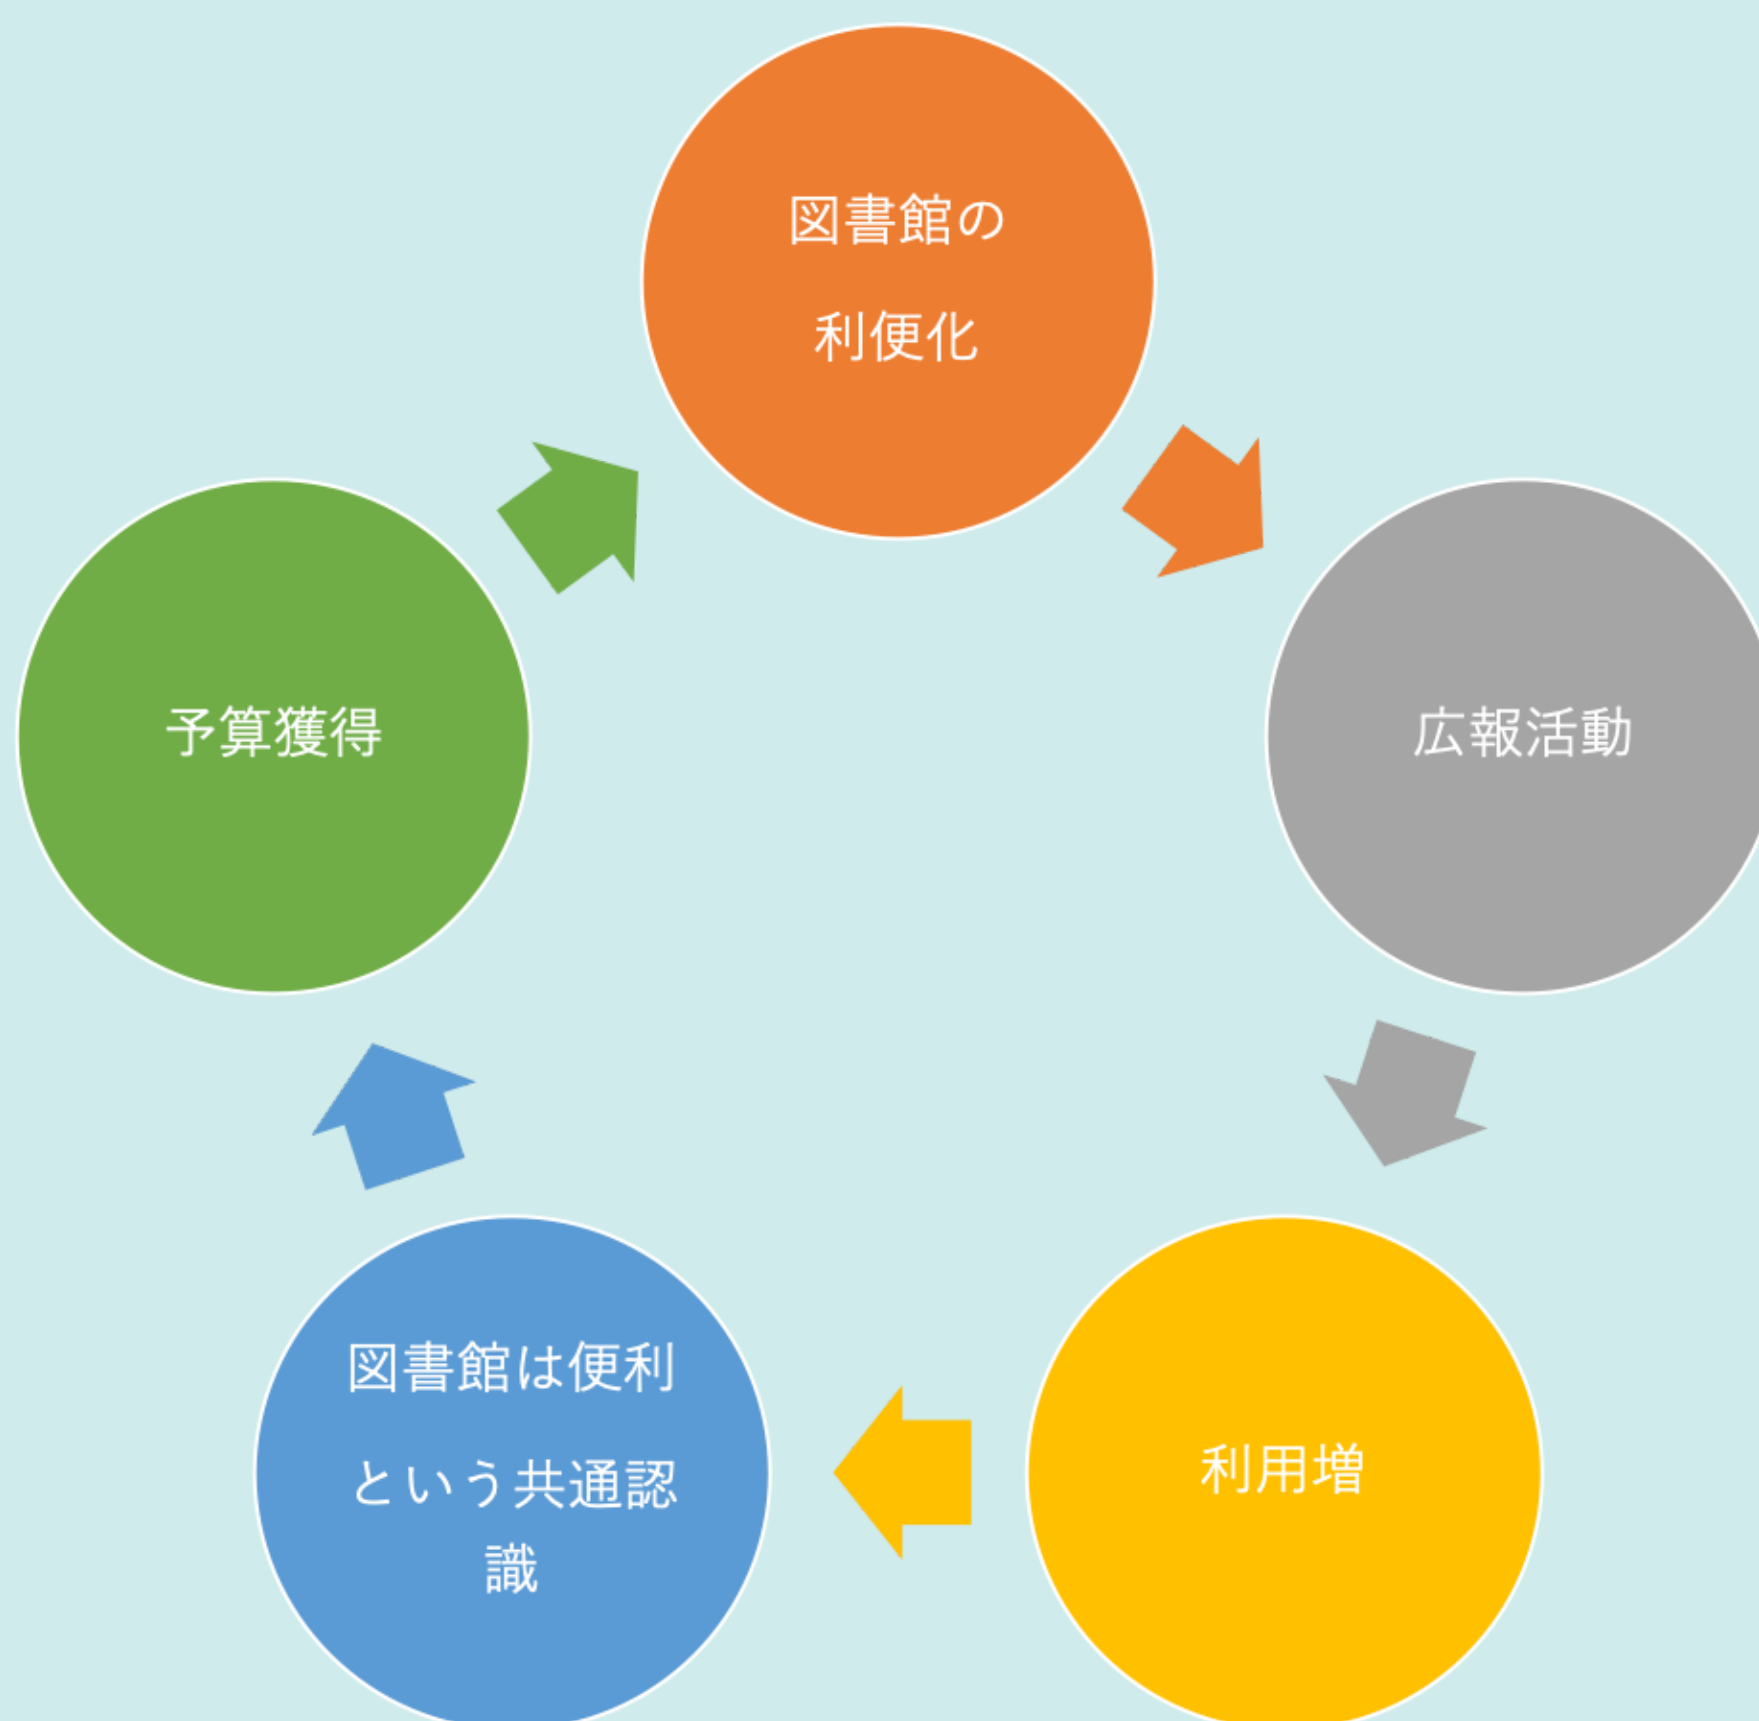 図書館の
利便化
広報活動
利用増
図書館は便利
という共通認
識
予算獲得